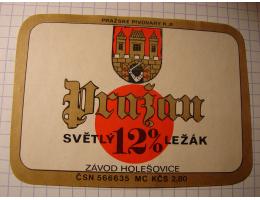 PRAŽSKÉ PIVOVARY k.p.
Pražan
SVĚTLÝ 12% LEŽÁK
ZÁVOD HOLEŠOVICE
ČSN 566635 MC KČS 2,80